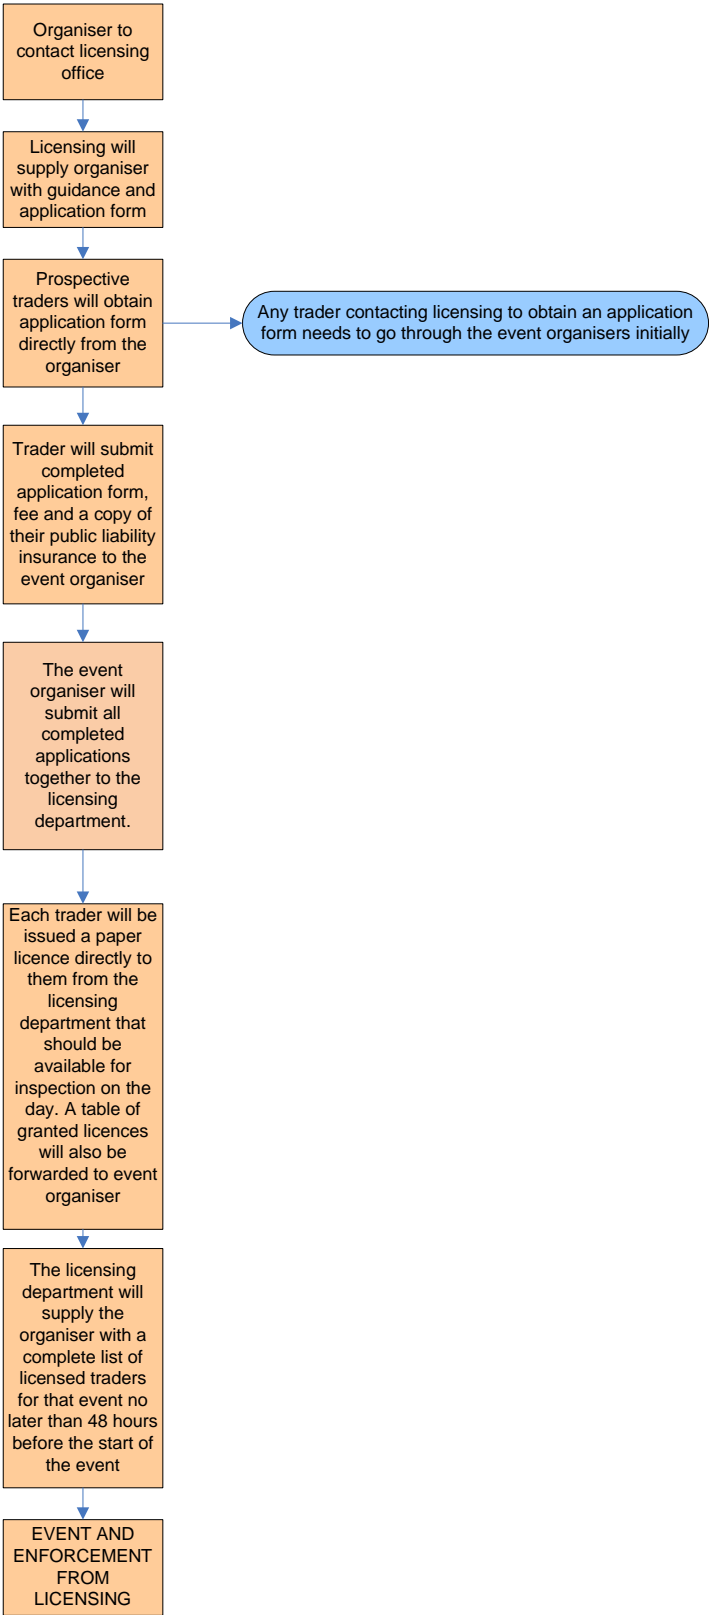 Organiser to
contact licensing
office
Licensing will
supply organiser
with guidance and
application form
Prospective
traders will obtain
application form
directly from the
organiser
Any trader contacting licensing to obtain an application
form needs to go through the event organisers initially
Trader will submit
completed
application form,
fee and a copy of
their public liability
insurance to the
event organiser
The event
organiser will
submit all
completed
applications
together to the
licensing
department.
Each trader will be
issued a paper
licence directly to
them from the
licensing
department that
should be
available for
inspection on the
day. A table of
granted licences
will also be
forwarded to event
organiser
The licensing
department will
supply the
organiser with a
complete list of
licensed traders
for that event no
later than 48 hours
before the start of
the event
EVENT AND
ENFORCEMENT
FROM
LICENSING